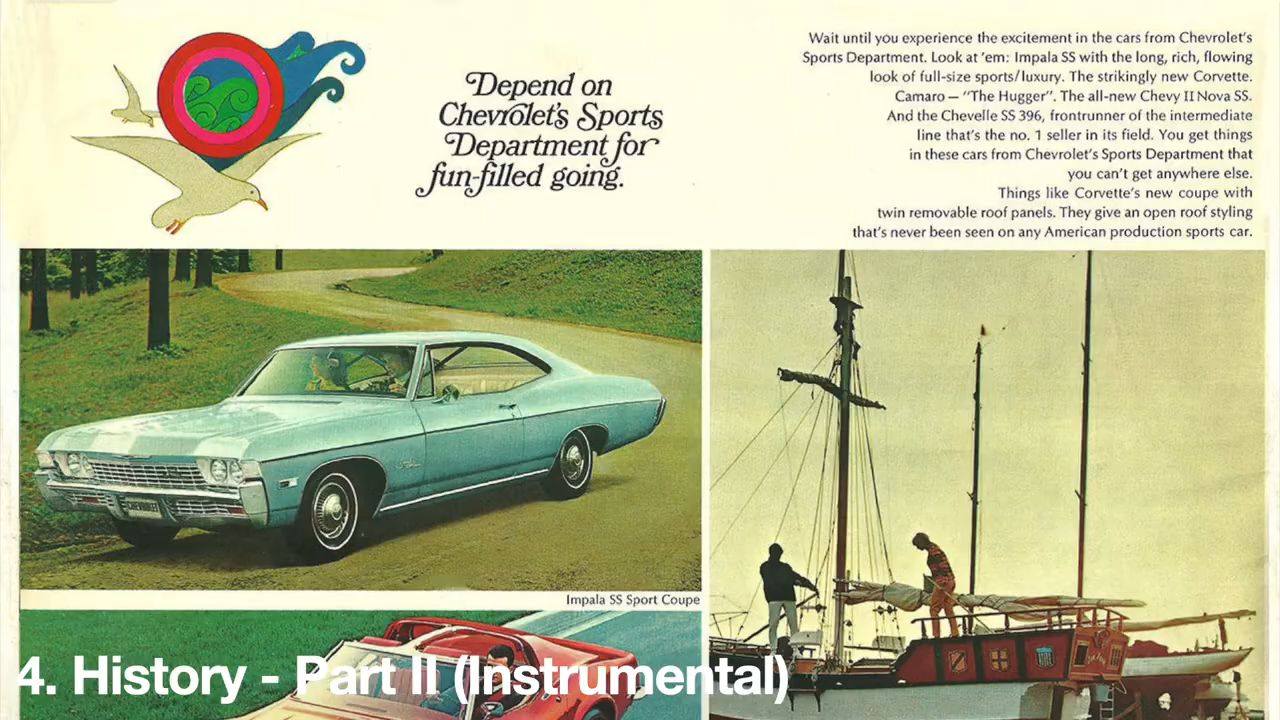 Depend on
Chevrolet's Sports
Department for
fun-filled going.
Wait until you experience the excitement in the cars from Chevrolet's
Sports Department. Look at 'em: Impala SS with the long, rich, flowing
look of full-size sports/luxury. The strikingly new Corvette.
Camaro — "The Hugger". The all-new Chevy II Nova SS.
And the Chevelle SS 396, frontrunner of the intermediate
line that's the no. 1 seller in its field. You get things
in these cars from Chevrolet's Sports Department that
you can't get anywhere else.
Things like Corvette's new coupe with
twin removable roof panels. They give an open roof styling
that's never been seen on any American production sports car.
CHEVROLET
Impala SS Sport Coupe
4. History - Part II (Instrumental)